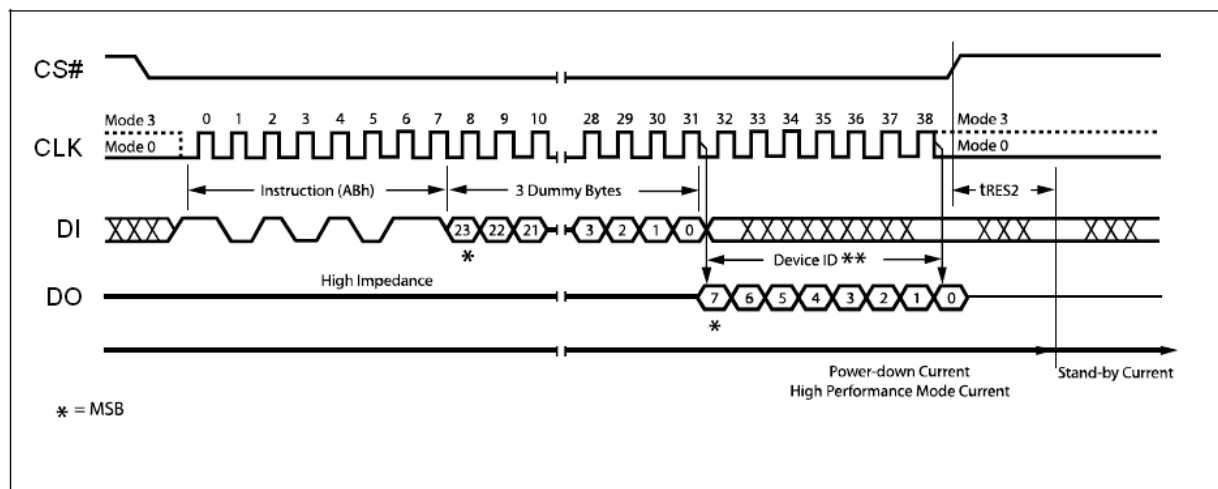 CS#
Mode 3 0 1 2 3 4 5 6 7 8 9 10 28 29 30 31 32 33 34 35 36 37 38 Mode 3
CLK Mode 0 Mode 0
Instruction (ABh) 3 Dummy Bytes tRES2
DI 23 22 21 3 2 1 0
* Device ID **
High Impedance
DO 7 6 5 4 3 2 1 0
*
Power-down Current Stand-by Current
High Performance Mode Current
* = MSB